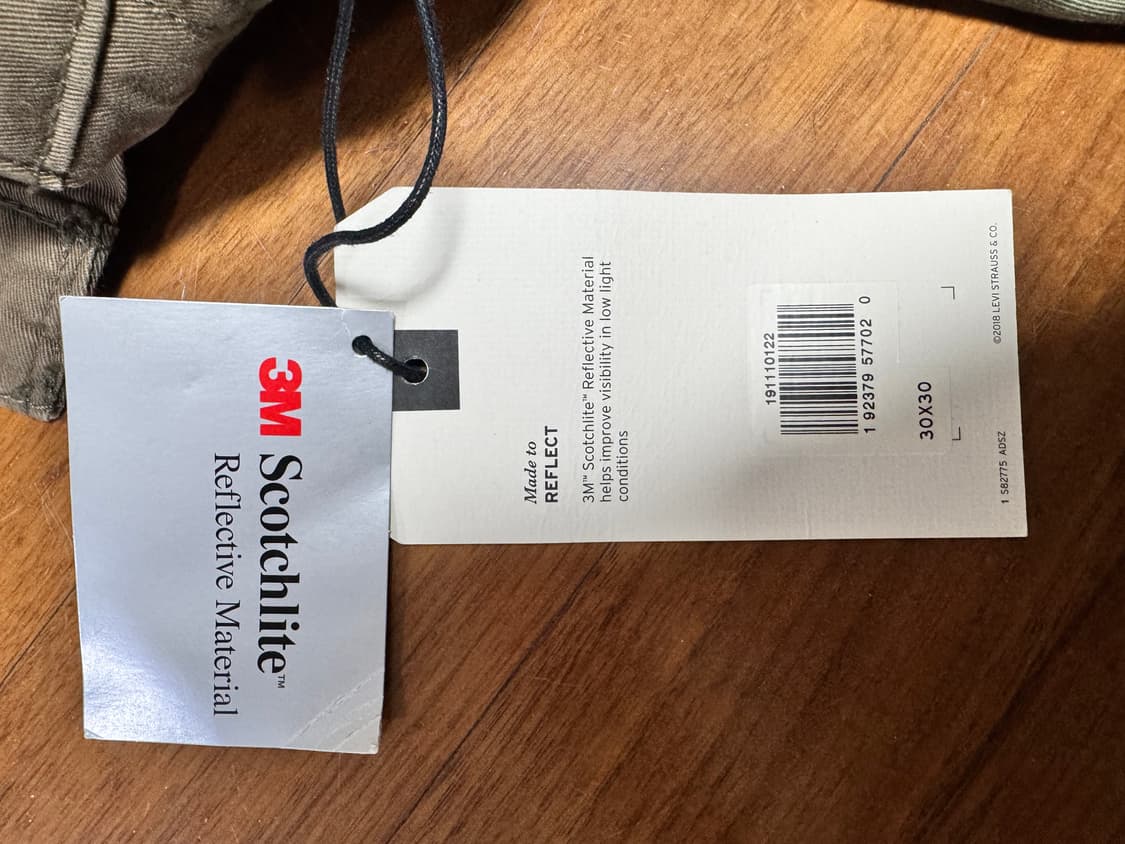 3M Scotchlite™
Reflective Material
Made to
REFLECT
3M™ Scotchlite™ Reflective Material
helps improve visibility in low light
conditions
191110122
1 92379 57702 0
30X30
1 582775 ADSZ
©2018 LEVI STRAUSS & CO.